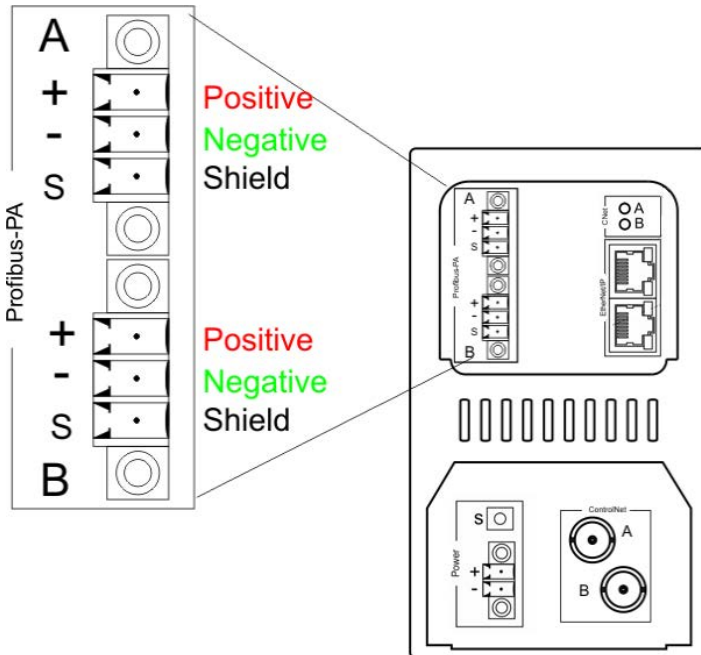 A
+ Positive
- Negative
S Shield
Profibus-PA
+ Positive
- Negative
S Shield
B
A
+
-
S
Profibus-PA
+
-
S
B
CNet
A
B
EtherNet/IP
S
Power
+
-
ControlNet
A
B